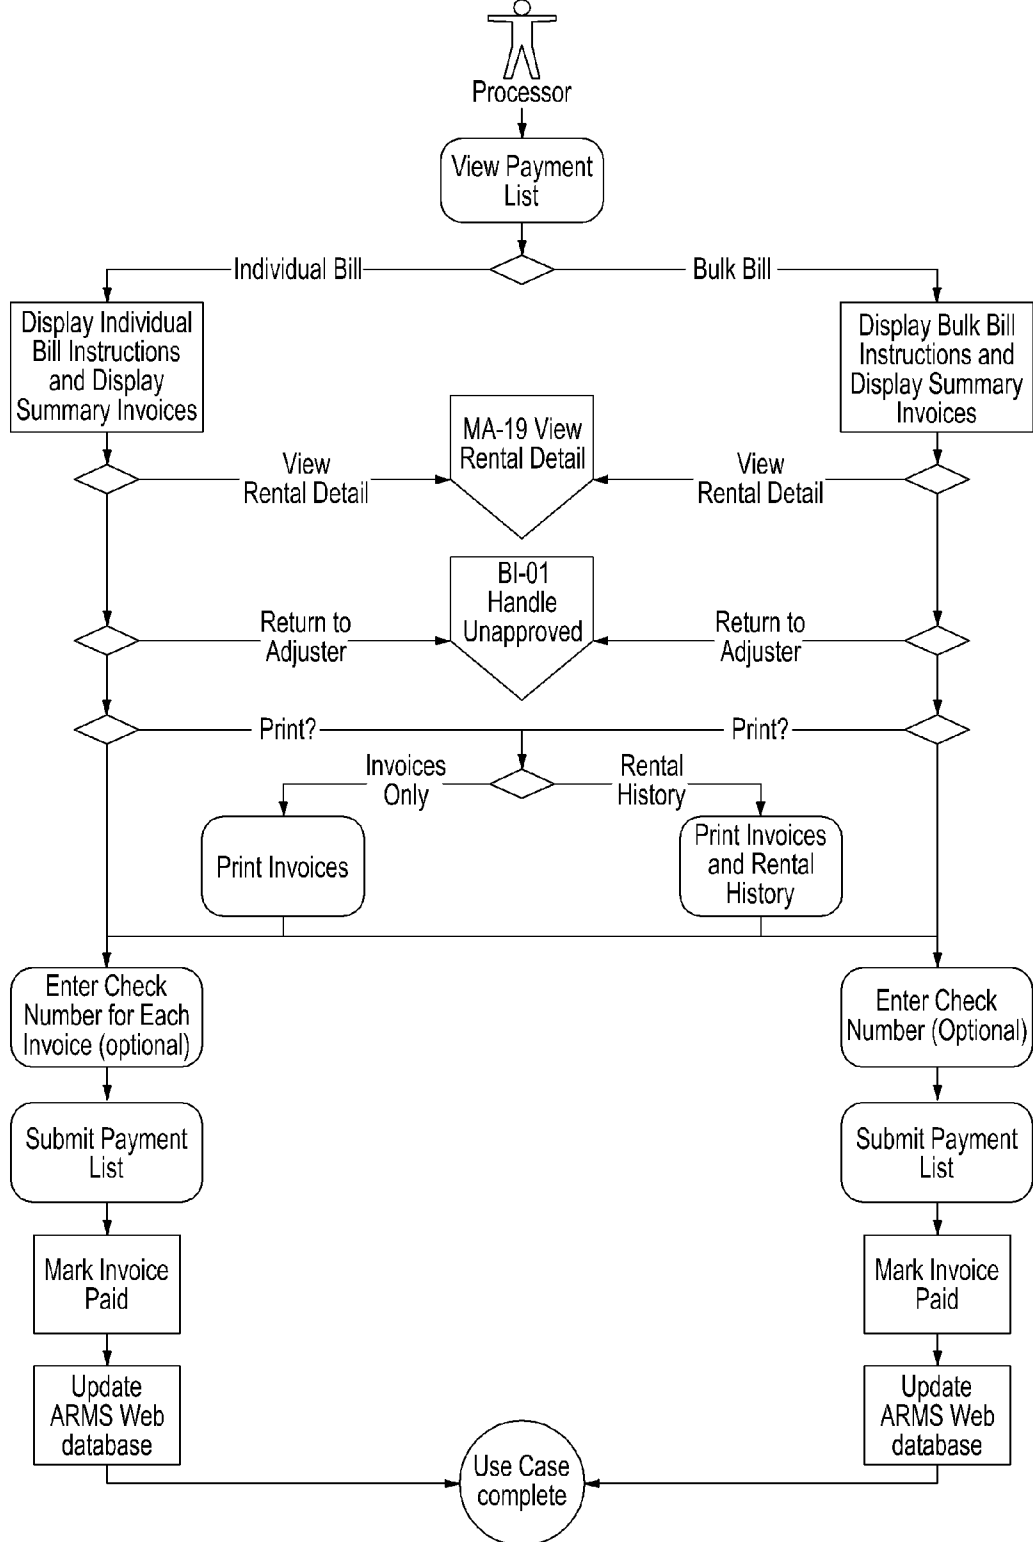 Processor
View Payment
List
Individual Bill
Bulk Bill
Display Individual
Bill Instructions
and Display
Summary Invoices
Display Bulk Bill
Instructions and
Display Summary
Invoices
MA-19 View
Rental Detail
View
Rental Detail
View
Rental Detail
BI-01
Handle
Unapproved
Return to
Adjuster
Return to
Adjuster
Print?
Print?
Invoices
Only
Rental
History
Print Invoices
Print Invoices
and Rental
History
Enter Check
Number for Each
Invoice (optional)
Enter Check
Number (Optional)
Submit Payment
List
Submit Payment
List
Mark Invoice
Paid
Mark Invoice
Paid
Update
ARMS Web
database
Update
ARMS Web
database
Use Case
complete